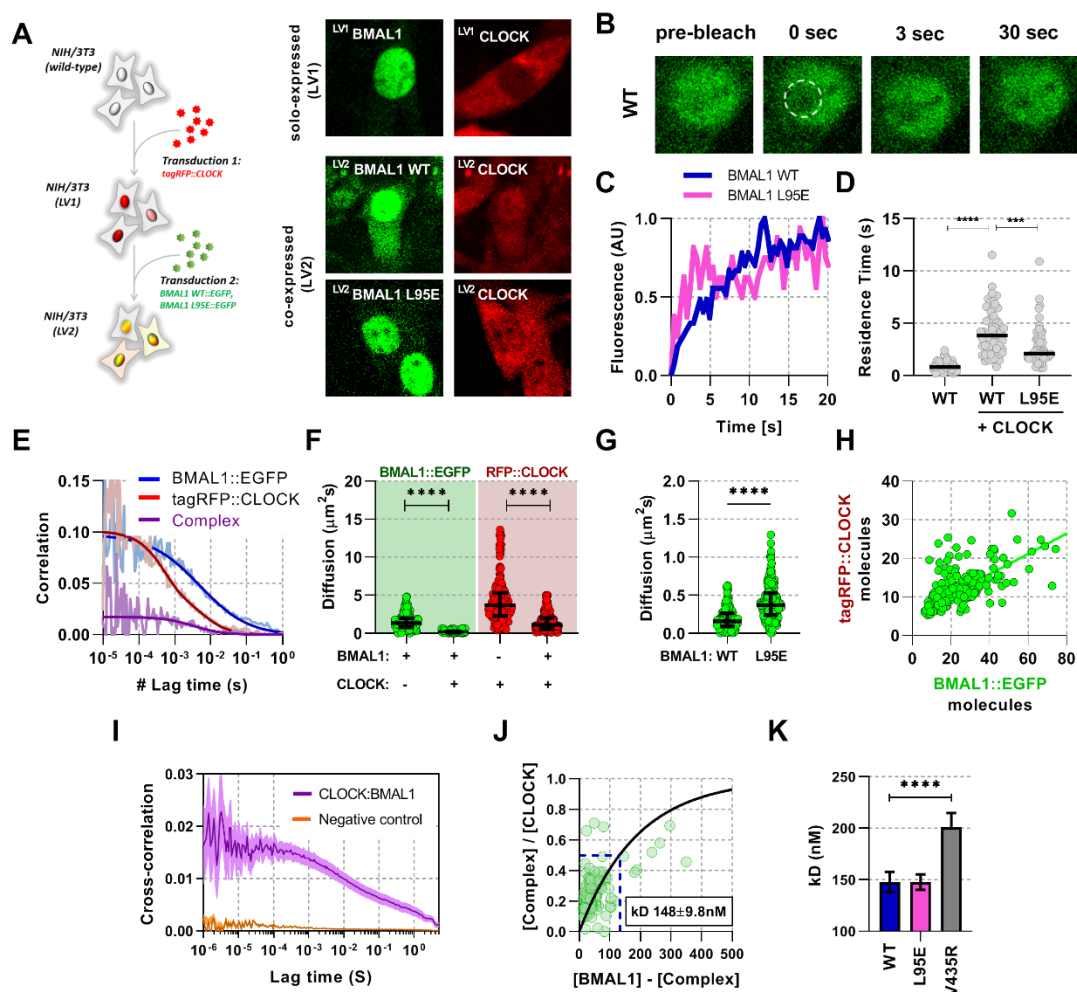 A
NIH/3T3
(wild-type)
Transduction 1:
tagRFP::CLOCK
NIH/3T3
(LV1)
Transduction 2:
BMAL1 WT::EGFP,
BMAL1 L95E::EGFP
NIH/3T3
(LV2)
solo-expressed
(LV1)
co-expressed
(LV2)
LV1 BMAL1
LV1 CLOCK
LV2 BMAL1 WT
LV2 CLOCK
LV2 BMAL1 L95E
LV2 CLOCK
B
pre-bleach
0 sec
3 sec
30 sec
WT
C
BMAL1 WT
BMAL1 L95E
Fluorescence (AU)
1.0
0.5
0.0
0
5
10
15
20
Time [s]
D
Residence Time (s)
15
10
5
0
****
***
WT
WT
L95E
+ CLOCK
E
BMAL1::EGFP
tagRFP::CLOCK
Complex
Correlation
0.15
0.10
0.05
0.00
10-5
10-4
10-3
10-2
10-1
100
# Lag time (s)
F
BMAL1::EGFP
RFP::CLOCK
****
****
Diffusion (μm2s)
20
15
10
5
0
BMAL1:
+
+
-
+
CLOCK:
-
+
+
+
G
****
Diffusion (μm2s)
2.0
1.5
1.0
0.5
0.0
BMAL1: WT
L95E
H
tagRFP::CLOCK
molecules
40
30
20
10
0
0
20
40
60
80
BMAL1::EGFP
molecules
I
CLOCK:BMAL1
Negative control
Cross-correlation
0.03
0.02
0.01
0.00
10-6
10-5
10-4
10-3
10-2
10-1
100
Lag time (S)
J
[Complex] / [CLOCK]
1.0
0.8
0.6
0.4
0.2
0.0
kD 148±9.8nM
0
100
200
300
400
500
[BMAL1] - [Complex]
K
****
kD (nM)
250
200
150
100
WT
L95E
V435R